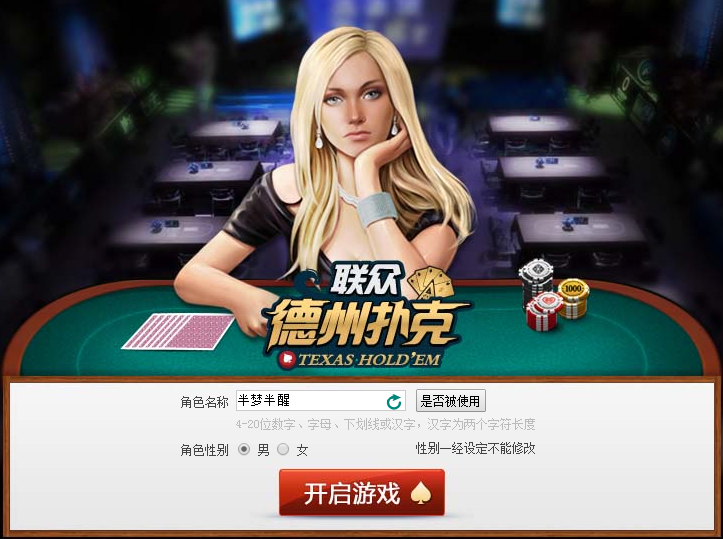 联众
德州扑克
TEXAS HOLD'EM
1000
角色名称 半梦半醒 是否被使用
4-20位数字、字母、下划线或汉字，汉字为两个字符长度
角色性别 男 女 性别一经设定不能修改
开启游戏